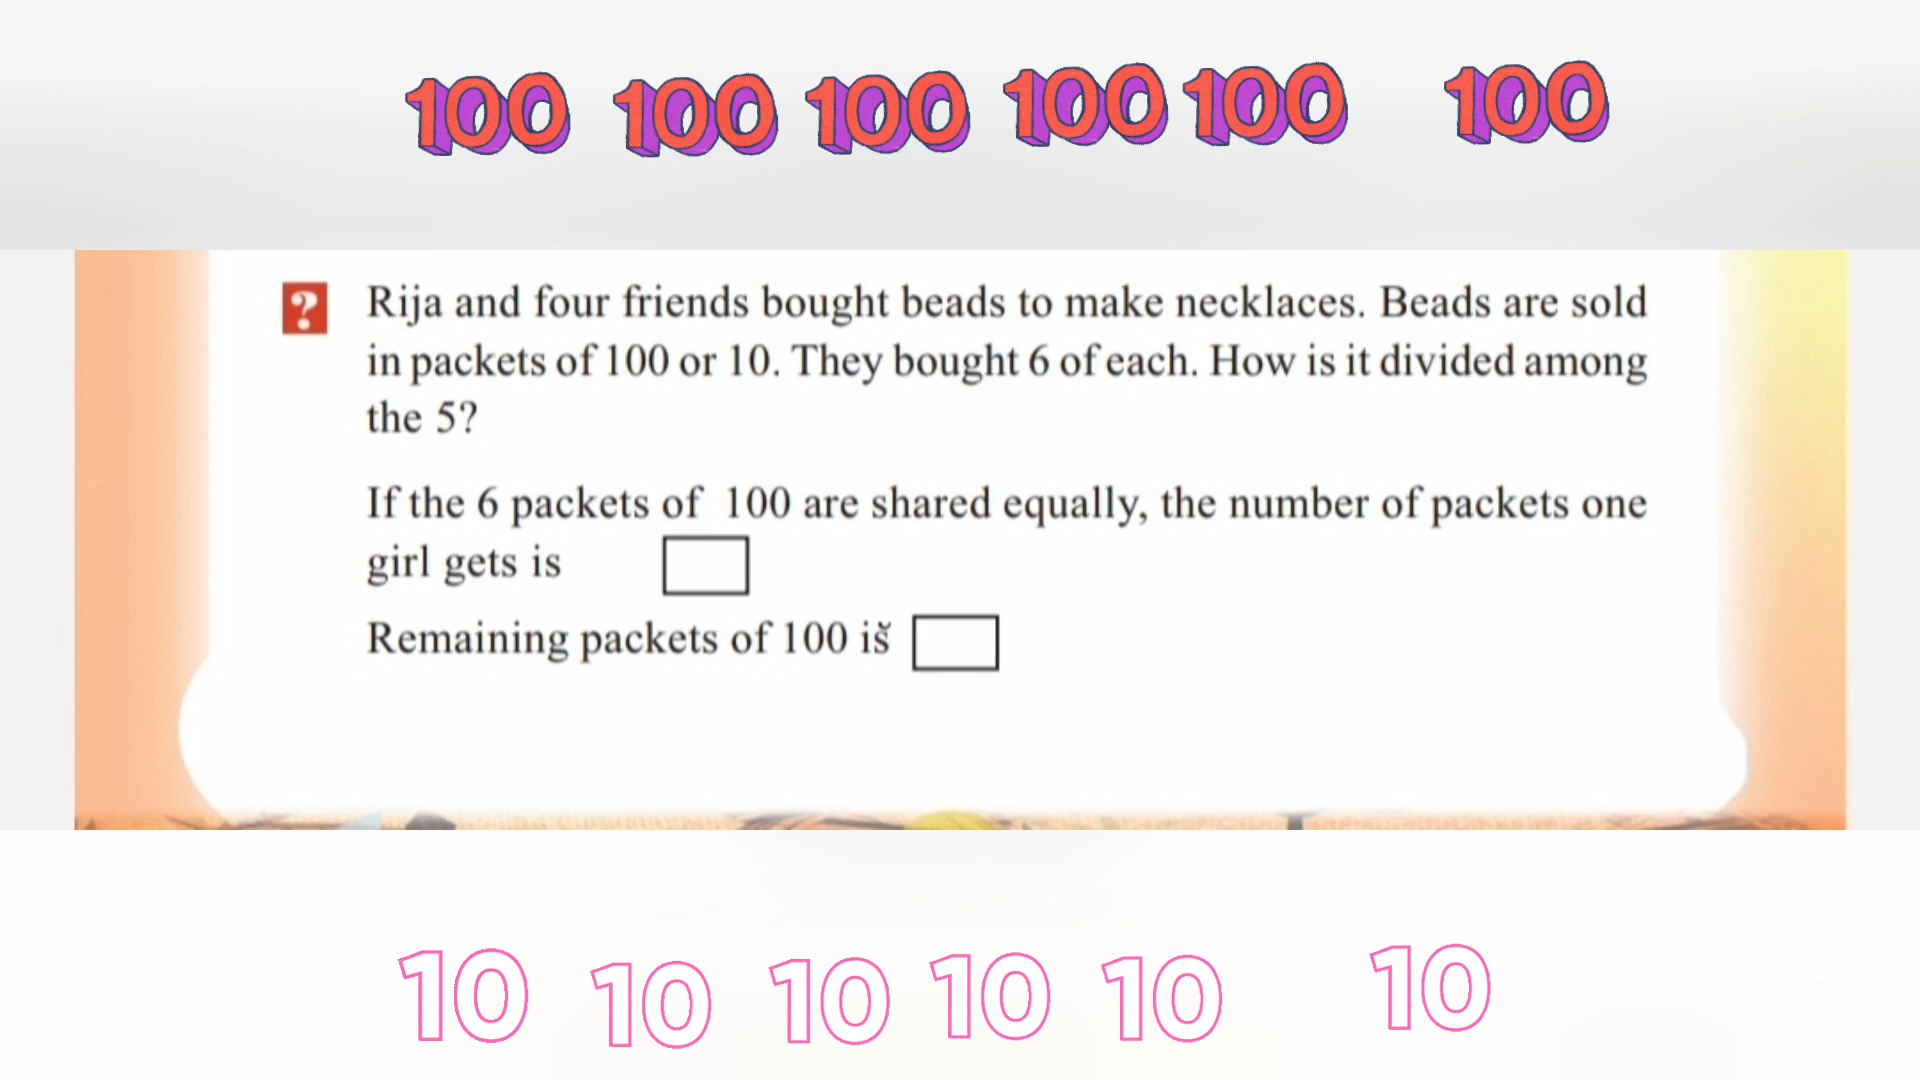 100 100 100 100 100 100
? Rija and four friends bought beads to make necklaces. Beads are sold
in packets of 100 or 10. They bought 6 of each. How is it divided among
the 5?
If the 6 packets of 100 are shared equally, the number of packets one
girl gets is
Remaining packets of 100 iš
10 10 10 10 10 10